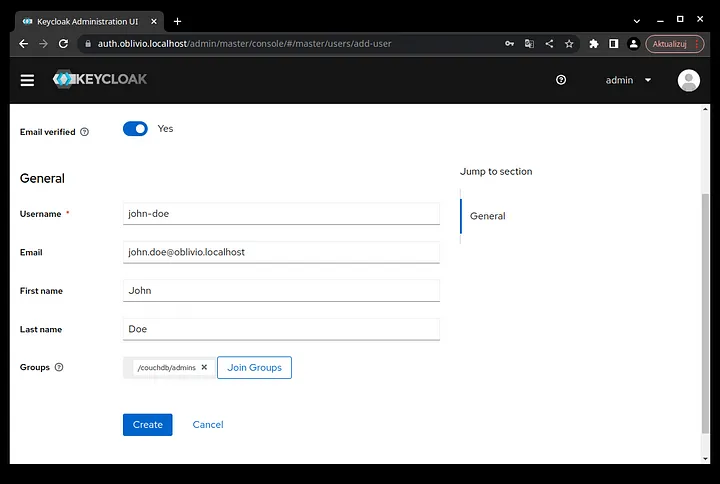 Keycloak Administration UI
auth.oblivio.localhost/admin/master/console/#/master/users/add-user
Aktualizuj
KEYCLOAK
admin
Email verified
Yes
General
Jump to section
Username *
john-doe
General
Email
john.doe@oblivio.localhost
First name
John
Last name
Doe
Groups
/couchdb/admins
Join Groups
Create
Cancel